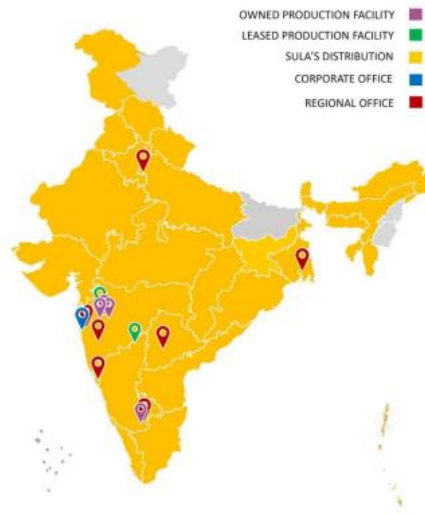 OWNED PRODUCTION FACILITY
LEASED PRODUCTION FACILITY
SULA'S DISTRIBUTION
CORPORATE OFFICE
REGIONAL OFFICE